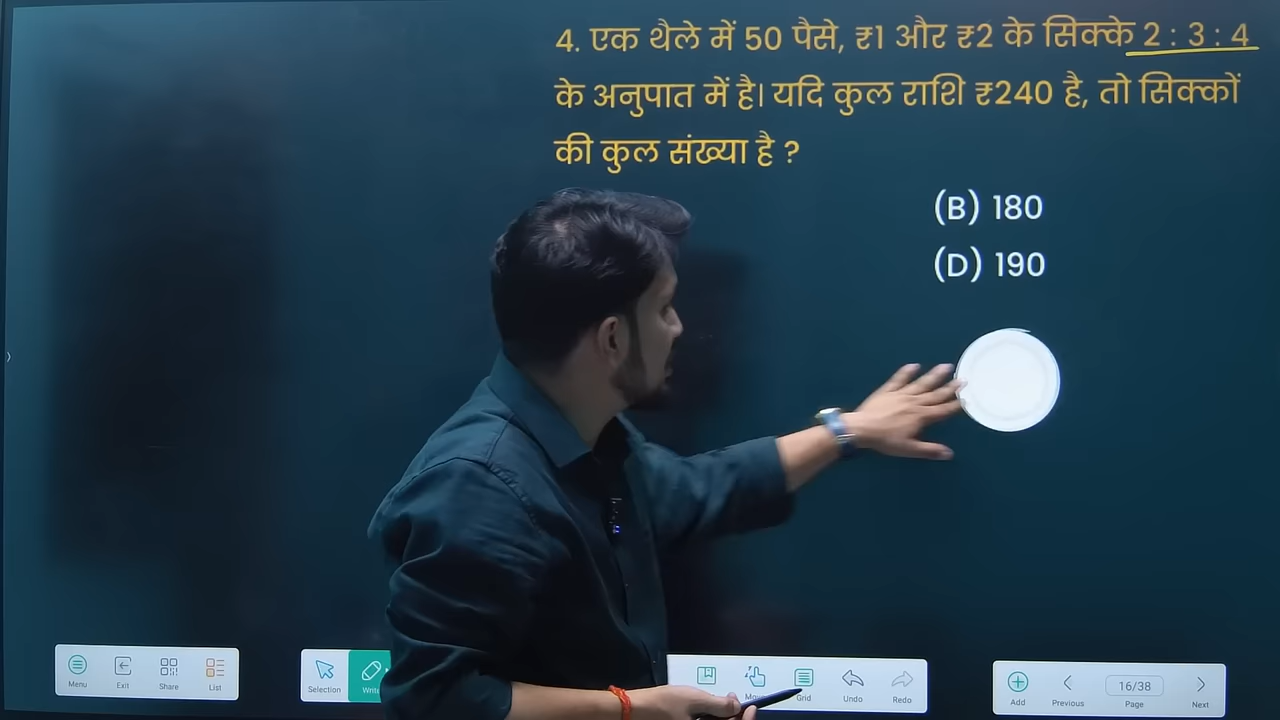 4. एक थैले में 50 पैसे, ₹1 और ₹2 के सिक्के 2 : 3 : 4
के अनुपात में है। यदि कुल राशि ₹240 है, तो सिक्कों
की कुल संख्या है ?
(B) 180
(D) 190
Menu
Exit
Share
List
Selection
Write
Grid
Undo
Redo
Add
Previous
16/38
Page
Next